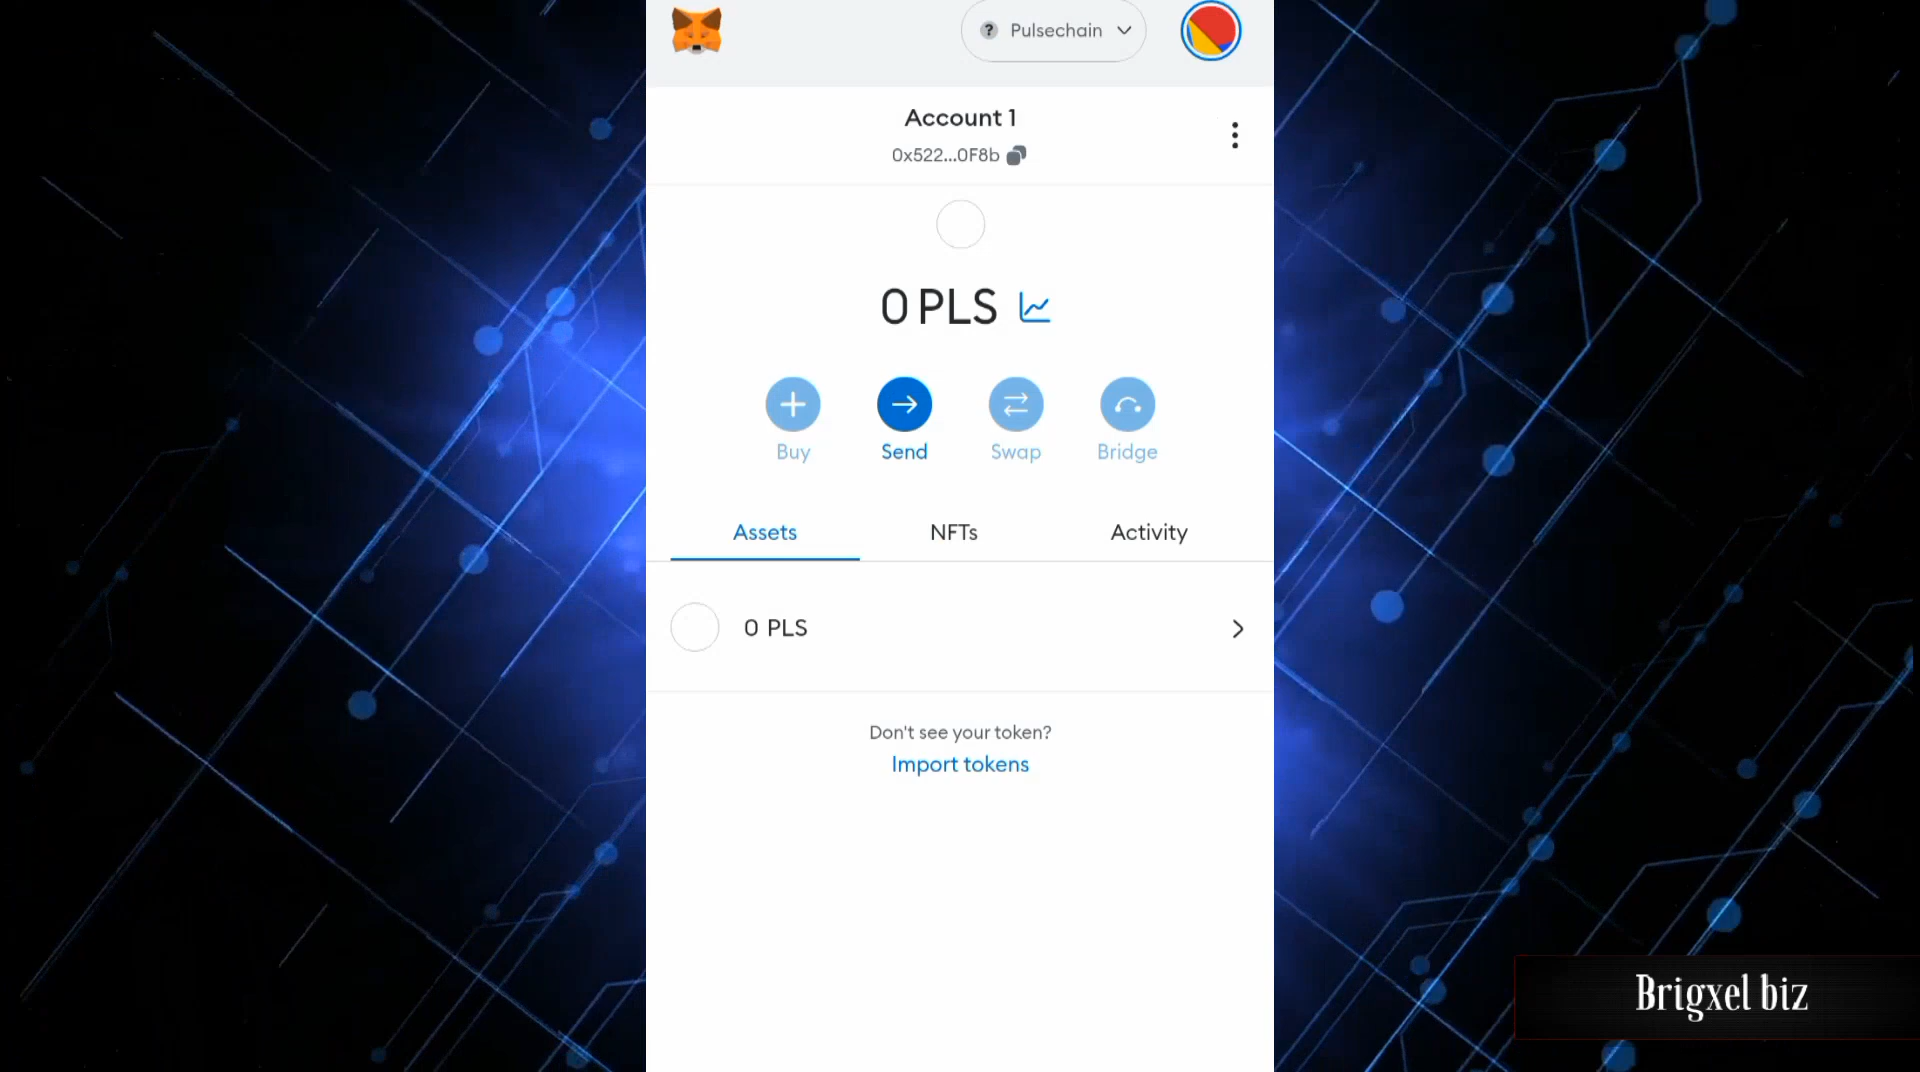 ? Pulsechain
Account 1
0x522...0F8b
0 PLS
Buy Send Swap Bridge
Assets NFTs Activity
0 PLS
Don't see your token?
Import tokens
Brigxel biz